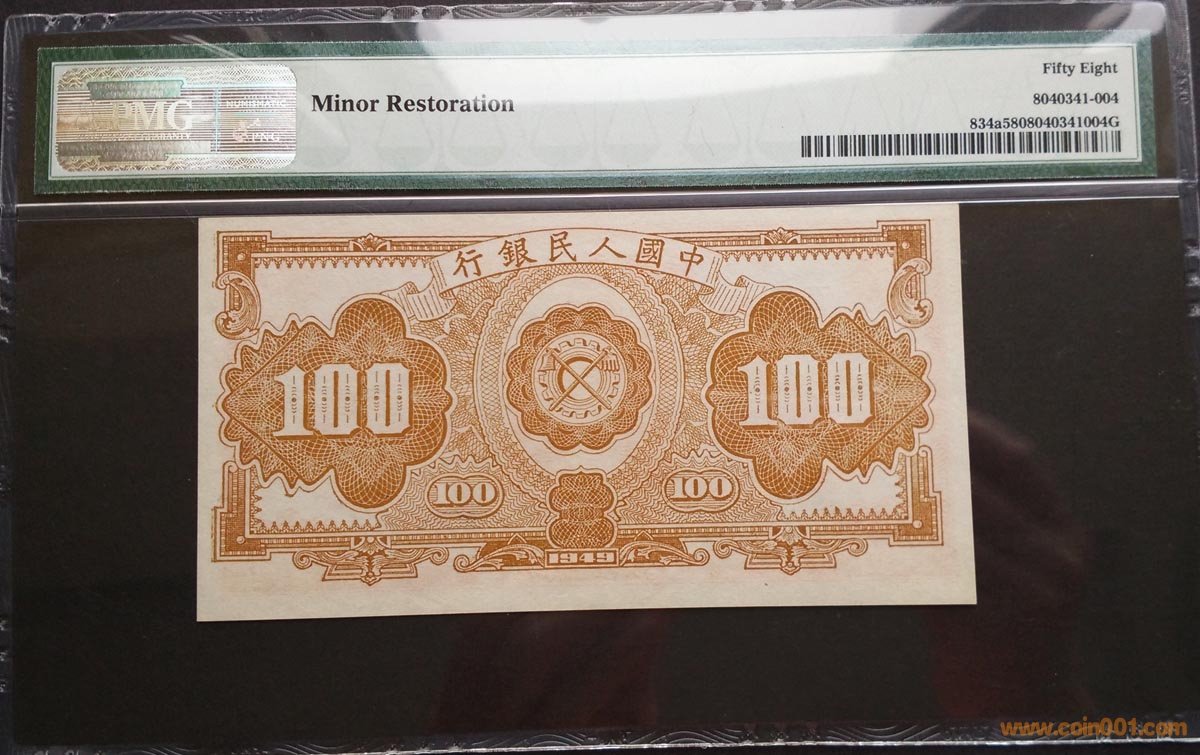 PMG
Minor Restoration
Fifty Eight
8040341-004
834a5808040341004G
行銀民人國中
100
100
100
100
1949
www.coin001.com